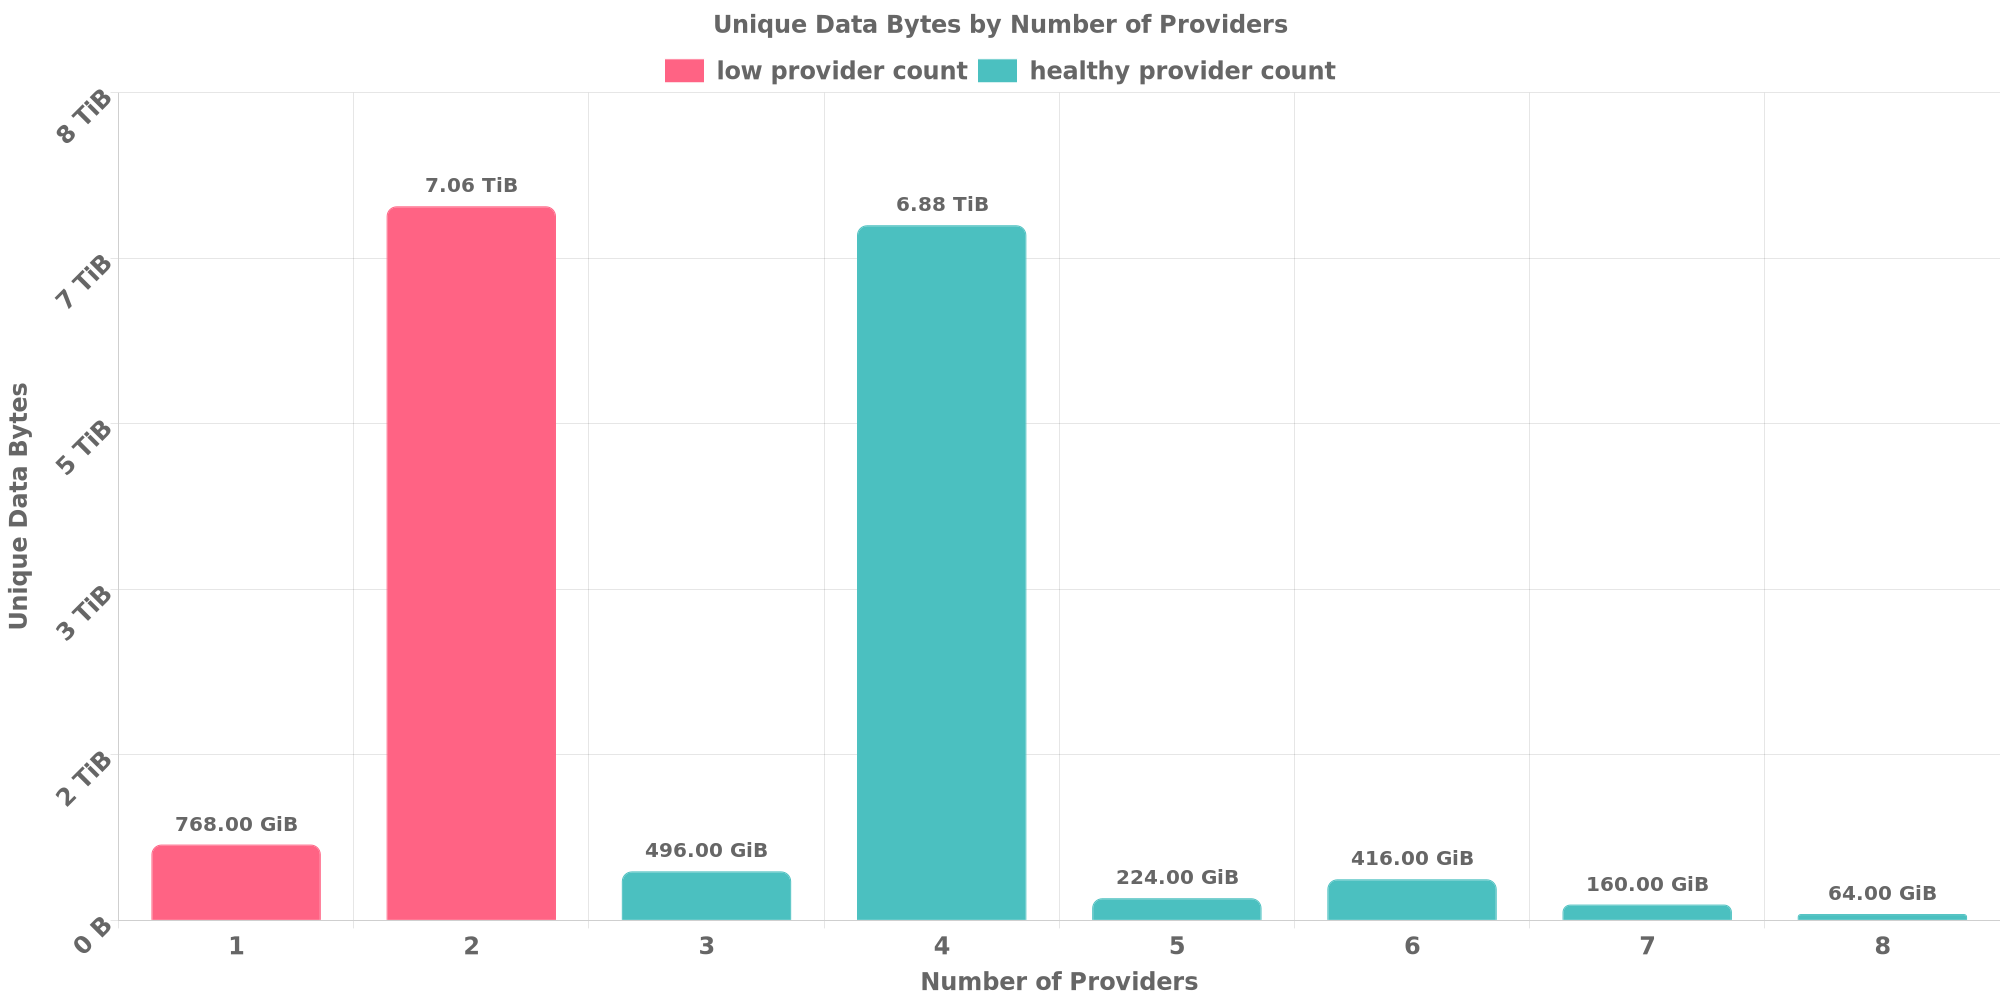 Unique Data Bytes by Number of Providers
low provider count
healthy provider count
8 TiB
7 TiB
5 TiB
3 TiB
2 TiB
0 B
Unique Data Bytes
768.00 GiB
7.06 TiB
496.00 GiB
6.88 TiB
224.00 GiB
416.00 GiB
160.00 GiB
64.00 GiB
1 2 3 4 5 6 7 8
Number of Providers